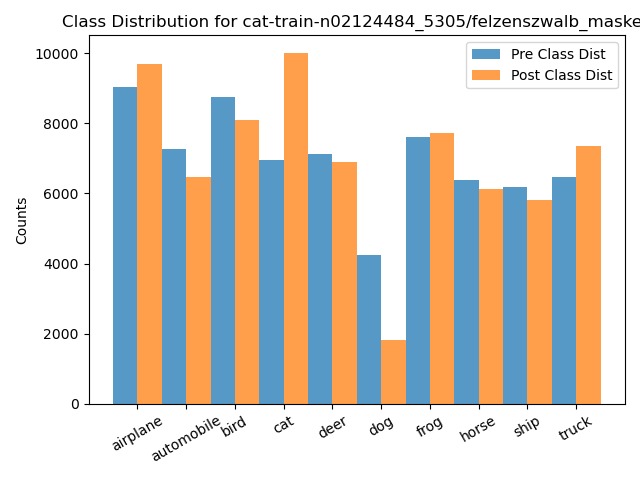 Class Distribution for cat-train-n02124484_5305/felzenszwalb_maske
Pre Class Dist
Post Class Dist
Counts
10000
8000
6000
4000
2000
0
airplane
automobile
bird
cat
deer
dog
frog
horse
ship
truck